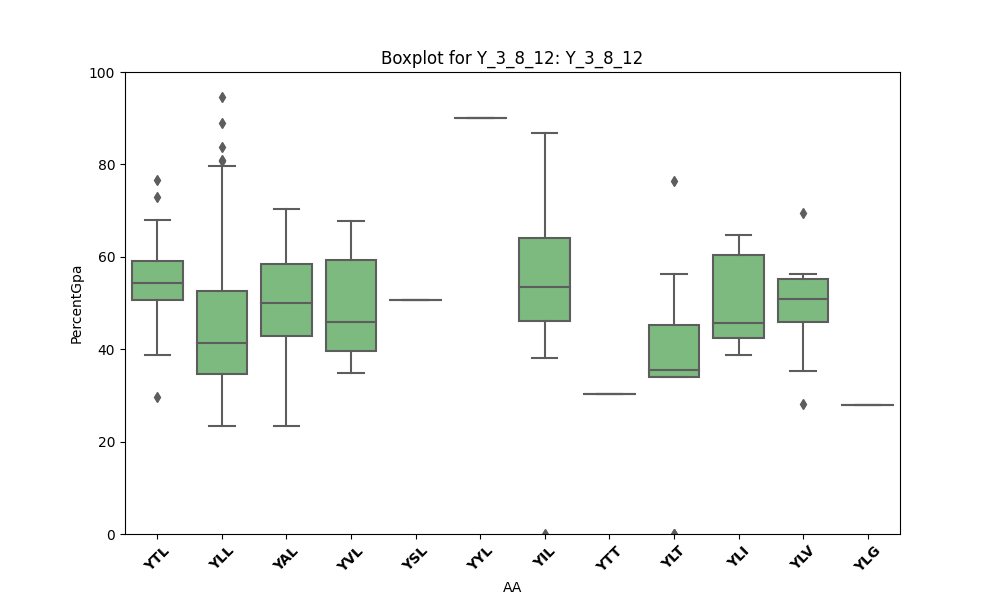 Boxplot for Y_3_8_12: Y_3_8_12
100
80
60
40
20
0
PercentGpa
YTL YLL YAL YVL YSL YYL YIL YTT YLT YLI YLV YLG
AA